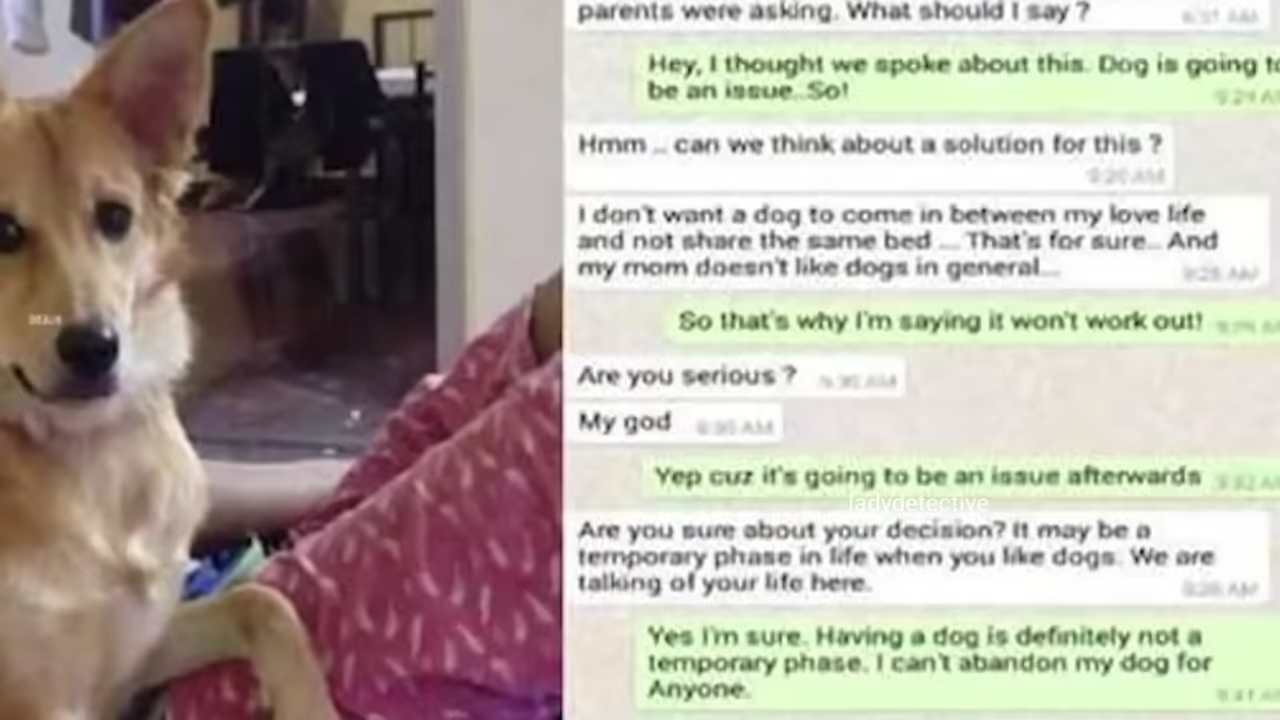 parents were asking. What should I say ?
Hey, I thought we spoke about this. Dog is going to
be an issue..So!
Hmm .. can we think about a solution for this ?
9:20 AM
I don't want a dog to come in between my love life
and not share the same bed .... That's for sure.. And
my mom doesn't like dogs in general...
So that's why I'm saying it won't work out!
Are you serious ?
My god
Yep cuz it's going to be an issue afterwards
ladydetective
Are you sure about your decision? It may be a
temporary phase in life when you like dogs. We are
talking of your life here.
Yes I'm sure. Having a dog is definitely not a
temporary phase. I can't abandon my dog for
Anyone.